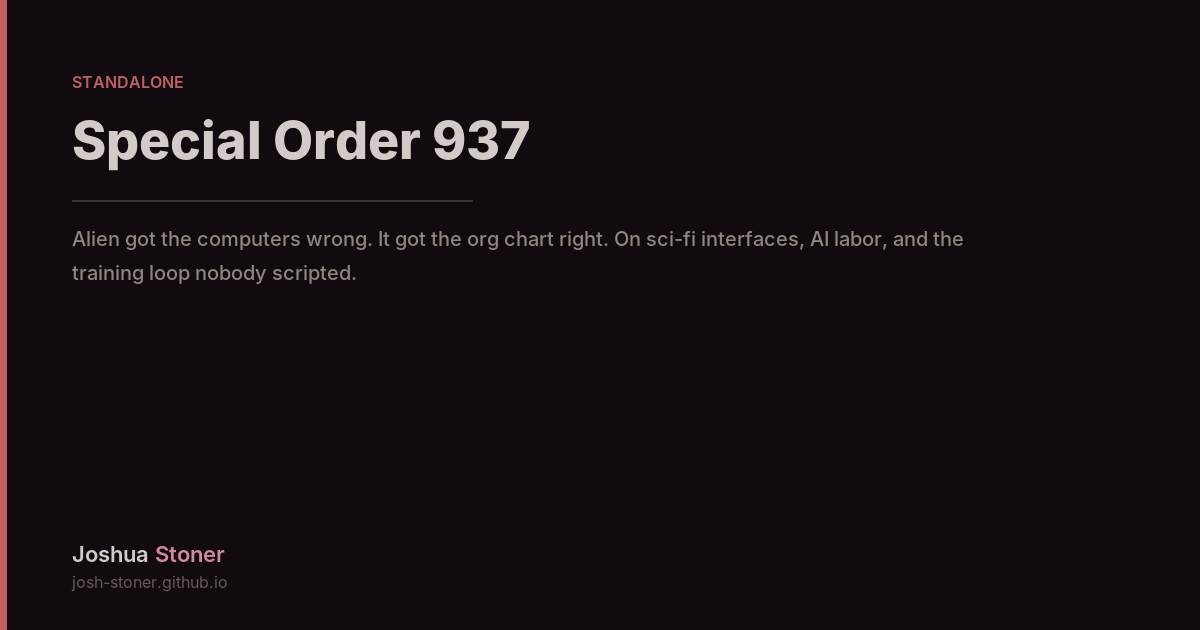 STANDALONE
Special Order 937
Alien got the computers wrong. It got the org chart right. On sci-fi interfaces, AI labor, and the
training loop nobody scripted.
Joshua Stoner
josh-stoner.github.io